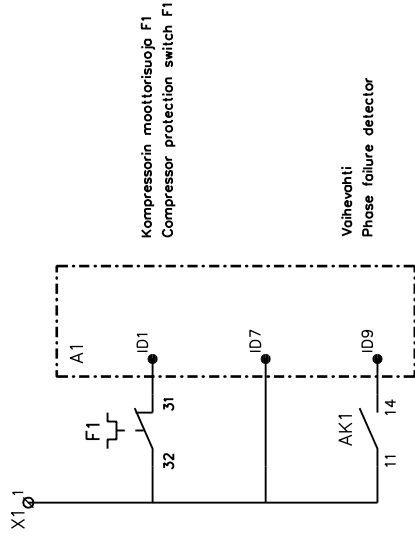 X1
1
F1
32
31
A1
ID1
Kompressorin moottorisuoja F1
Compressor protection switch F1
ID7
AK1
11
14
ID9
Vaihevahti
Phase failure detector